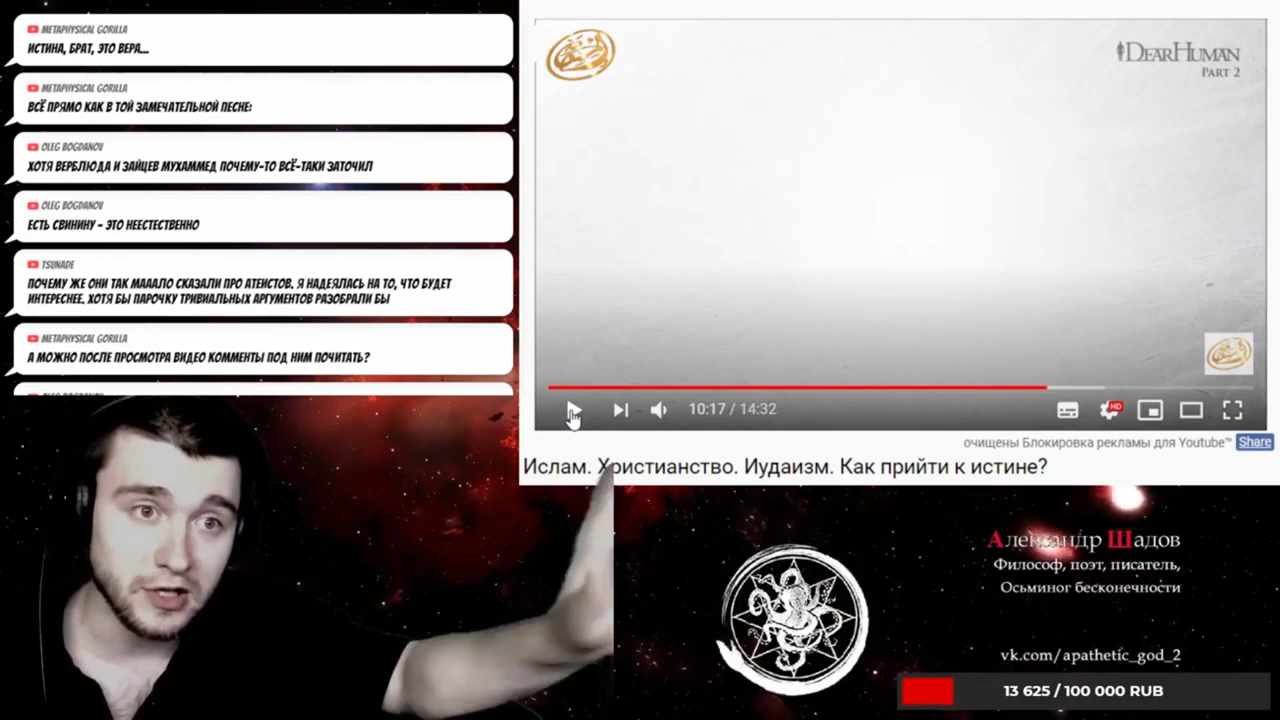 METAPHYSICAL GORILLA
ИСТИНА, БРАТ, ЭТО ВЕРА...
METAPHYSICAL GORILLA
ВСЁ ПРЯМО КАК В ТОЙ ЗАМЕЧАТЕЛЬНОЙ ПЕСНЕ:
OLEG BOGDANOV
ХОТЯ ВЕРБЛЮДА И ЗАЙЦЕВ МУХАММЕД ПОЧЕМУ-ТО ВСЁ-ТАКИ ЗАТОЧИЛ
OLEG BOGDANOV
ЕСТЬ СВИНИНУ - ЭТО НЕЕСТЕСТВЕННО
TSUNADE
ПОЧЕМУ ЖЕ ОНИ ТАК МАААЛО СКАЗАЛИ ПРО АТЕИСТОВ. Я НАДЕЯЛАСЬ НА ТО, ЧТО БУДЕТ
ИНТЕРЕСНЕЕ. ХОТЯ БЫ ПАРОЧКУ ТРИВИАЛЬНЫХ АРГУМЕНТОВ РАЗОБРАЛИ БЫ
METAPHYSICAL GORILLA
А МОЖНО ПОСЛЕ ПРОСМОТРА ВИДЕО КОММЕНТЫ ПОД НИМ ПОЧИТАТЬ?
DEARHUMAN
PART 2
10:17 / 14:32
HD
очищены Блокировка рекламы для Youtube™ Share
Ислам. Христианство. Иудаизм. Как прийти к истине?
Александр Шадов
Философ, поэт, писатель,
Осьминог бесконечности
vk.com/apathetic_god_2
13 625 / 100 000 RUB